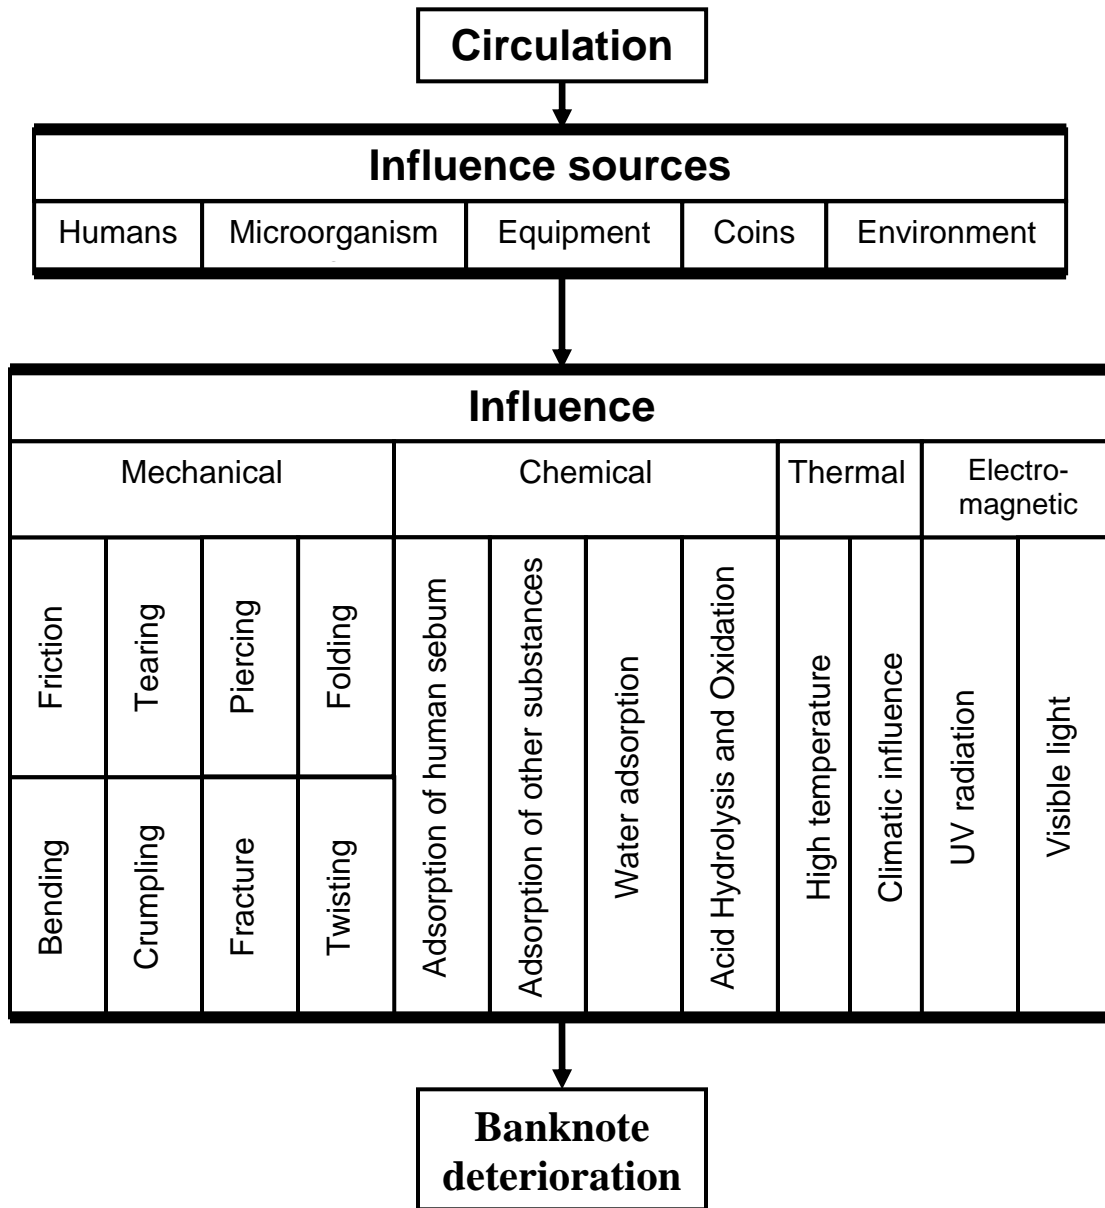 Circulation
Influence sources
Humans
Microorganism
Equipment
Coins
Environment
Influence
Mechanical
Chemical
Thermal
Electro-
magnetic
Friction
Tearing
Piercing
Folding
Bending
Crumpling
Fracture
Twisting
Adsorption of human sebum
Adsorption of other substances
Water adsorption
Acid Hydrolysis and Oxidation
High temperature
Climatic influence
UV radiation
Visible light
Banknote
deterioration